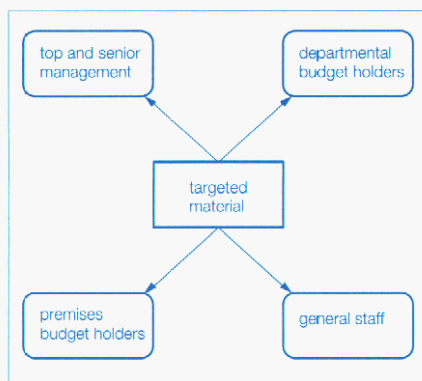 top and senior
management
departmental
budget holders
targeted
material
premises
budget holders
general staff